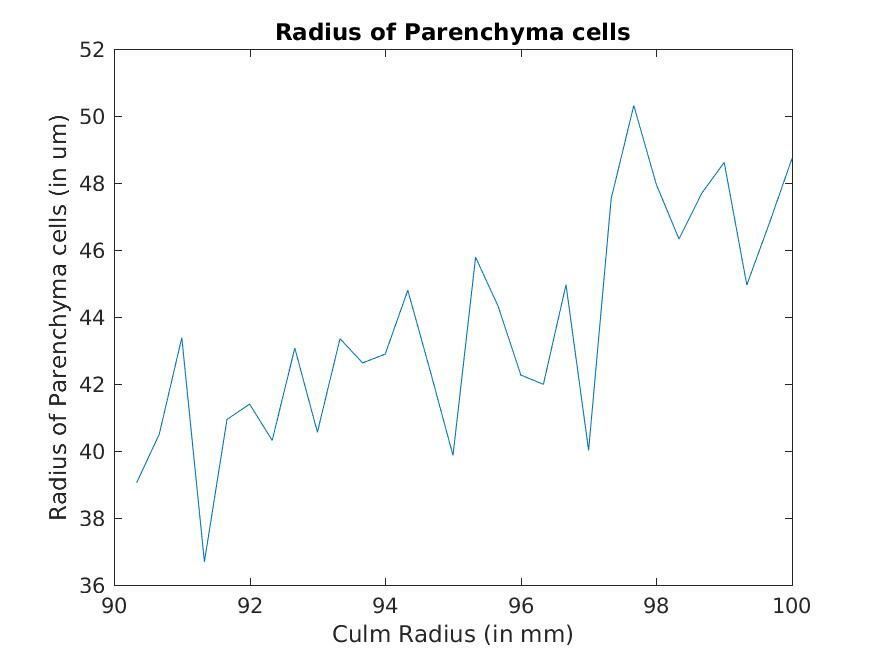 Radius of Parenchyma cells
52
50
48
46
44
42
40
38
36
Radius of Parenchyma cells (in um)
90 92 94 96 98 100
Culm Radius (in mm)